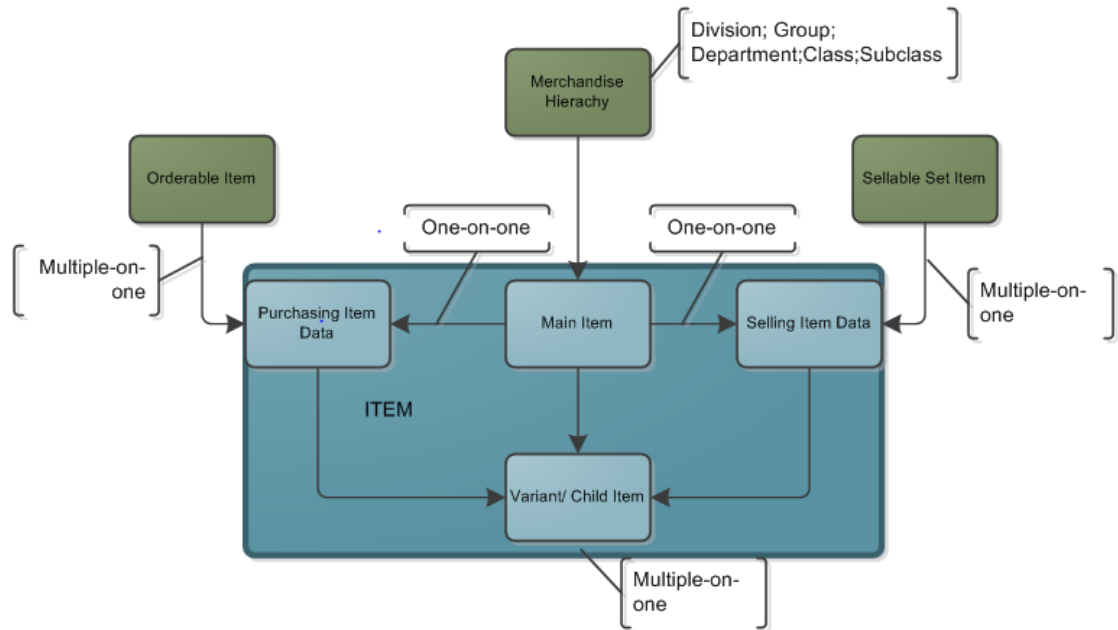 Division; Group;
Department;Class;Subclass
Merchandise
Hierachy
Orderable Item
Sellable Set Item
One-on-one
One-on-one
Multiple-on-
one
Multiple-on-
one
Purchasing Item
Data
Main Item
Selling Item Data
ITEM
Variant/ Child Item
Multiple-on-
one